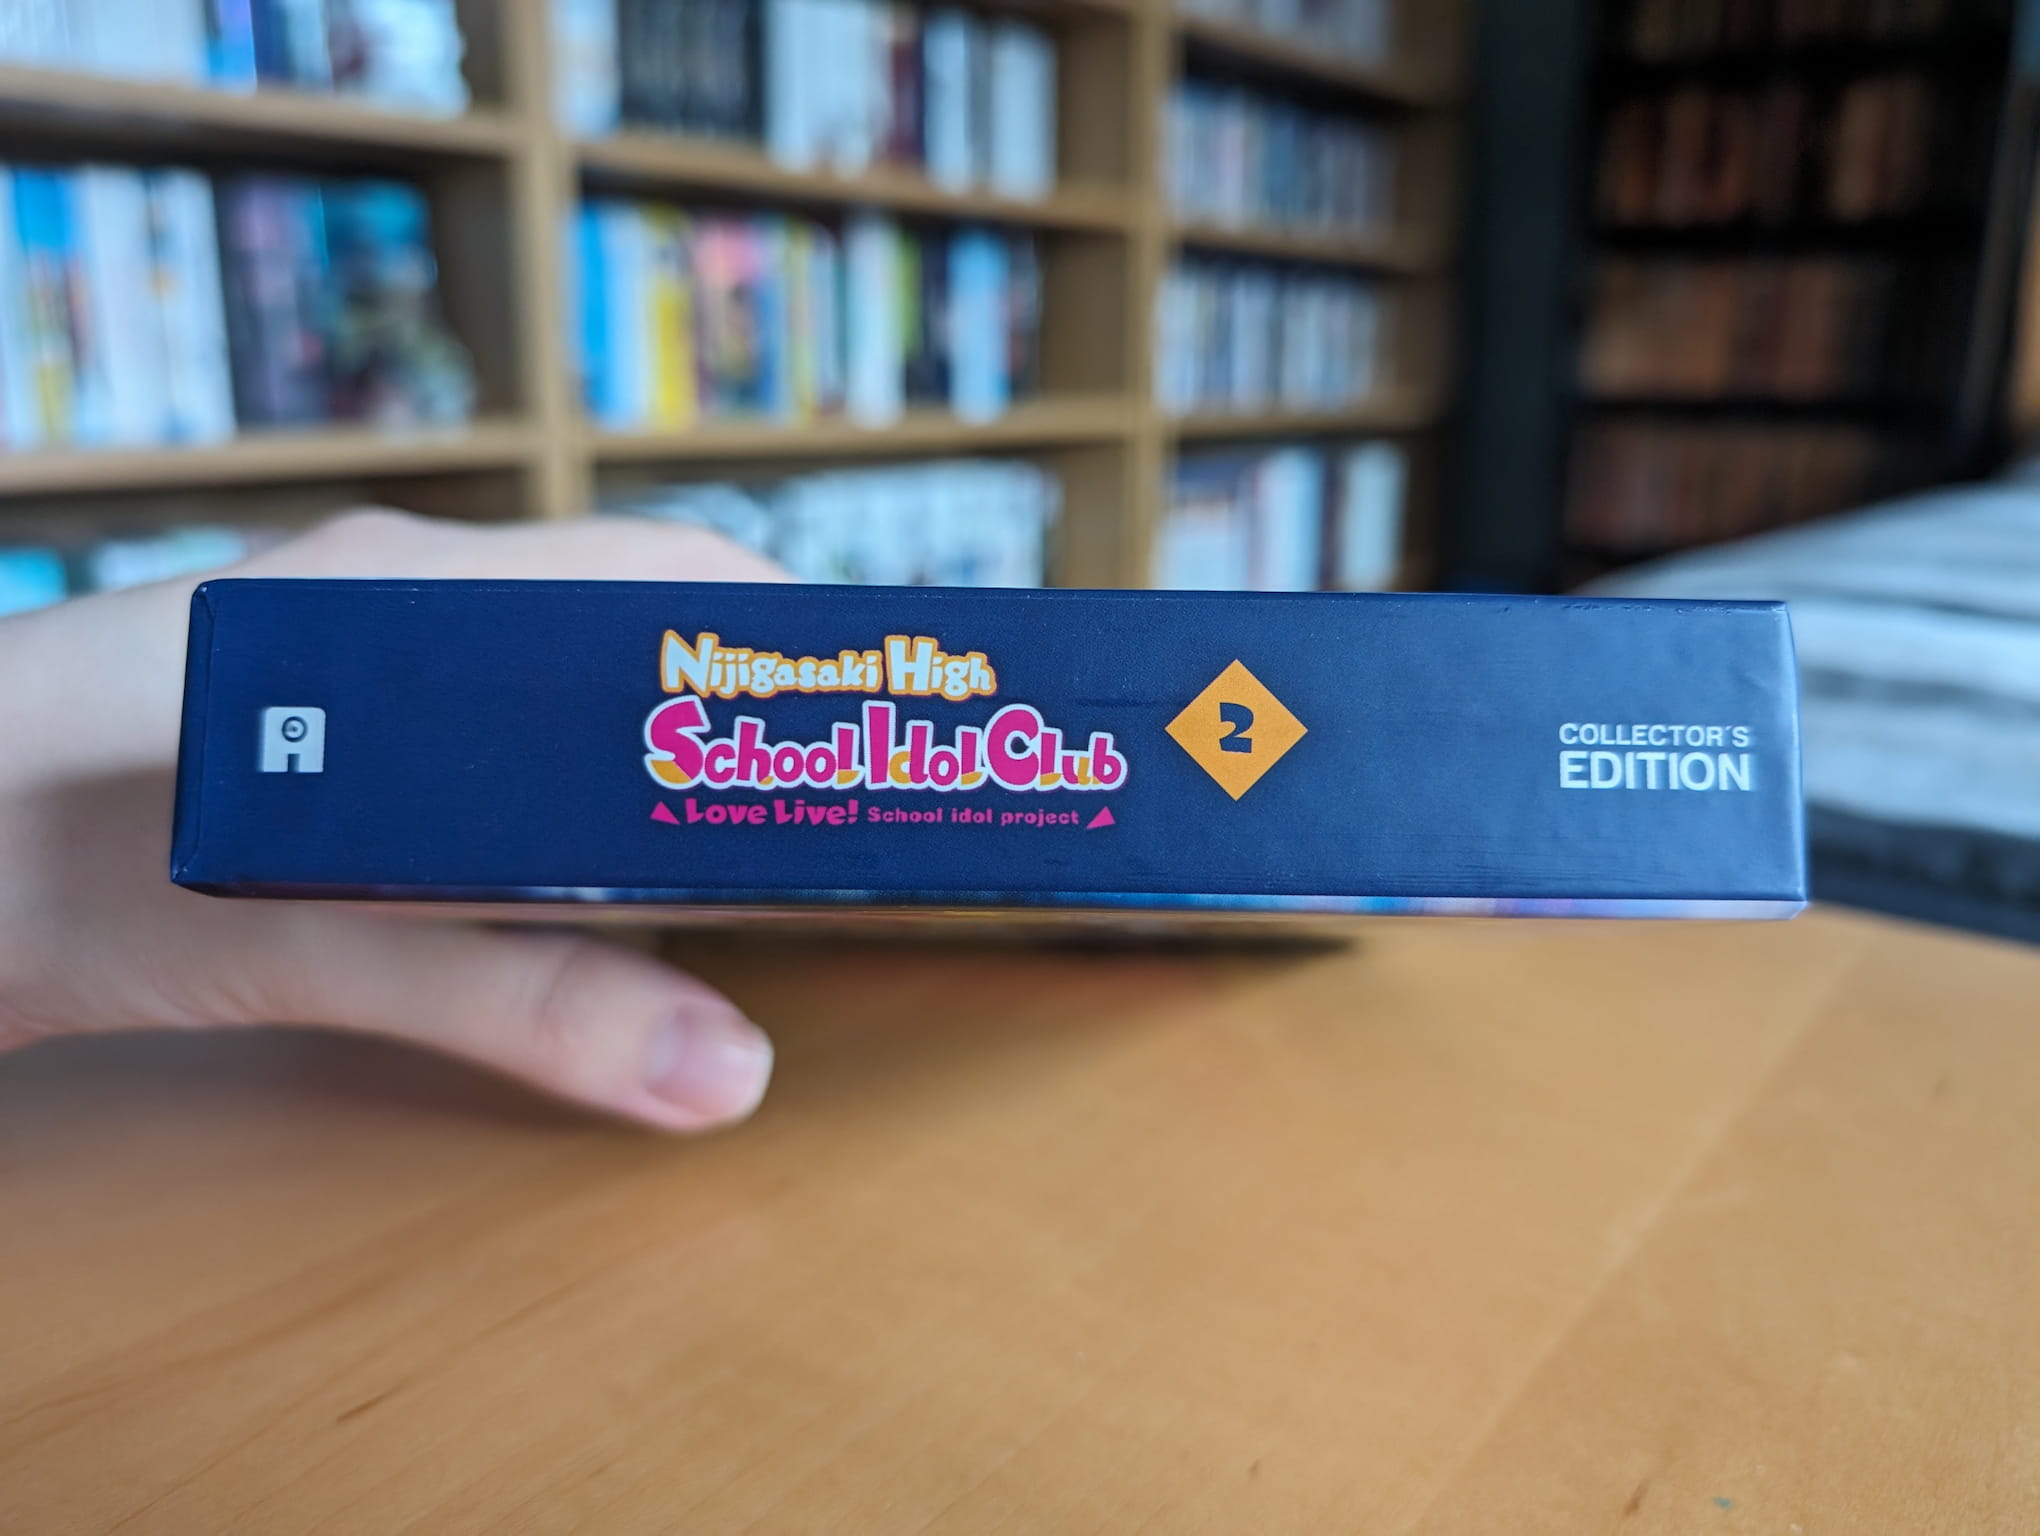 Nijigasaki High
School Idol Club
Love Live! School idol project
2
COLLECTOR'S
EDITION